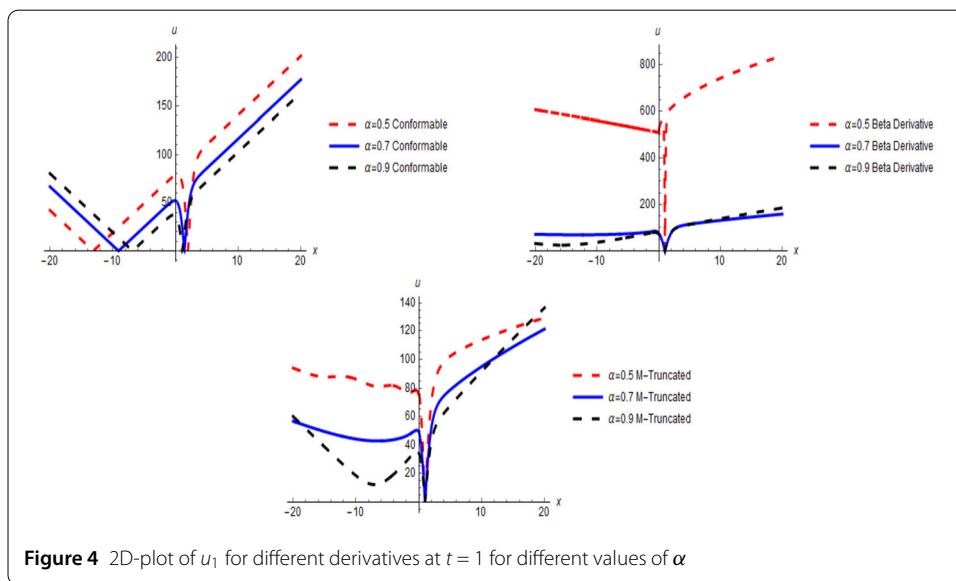 u
200
150
100
50
−20
−10
10
20
x
α=0.5 Conformable
α=0.7 Conformable
α=0.9 Conformable
u
800
600
400
200
−20
−10
10
20
x
α=0.5 Beta Derivative
α=0.7 Beta Derivative
α=0.9 Beta Derivative
u
140
120
100
80
60
40
20
−20
−10
10
20
x
α=0.5 M−Truncated
α=0.7 M−Truncated
α=0.9 M−Truncated
Figure 4 2D-plot of u₁ for different derivatives at t = 1 for different values of α